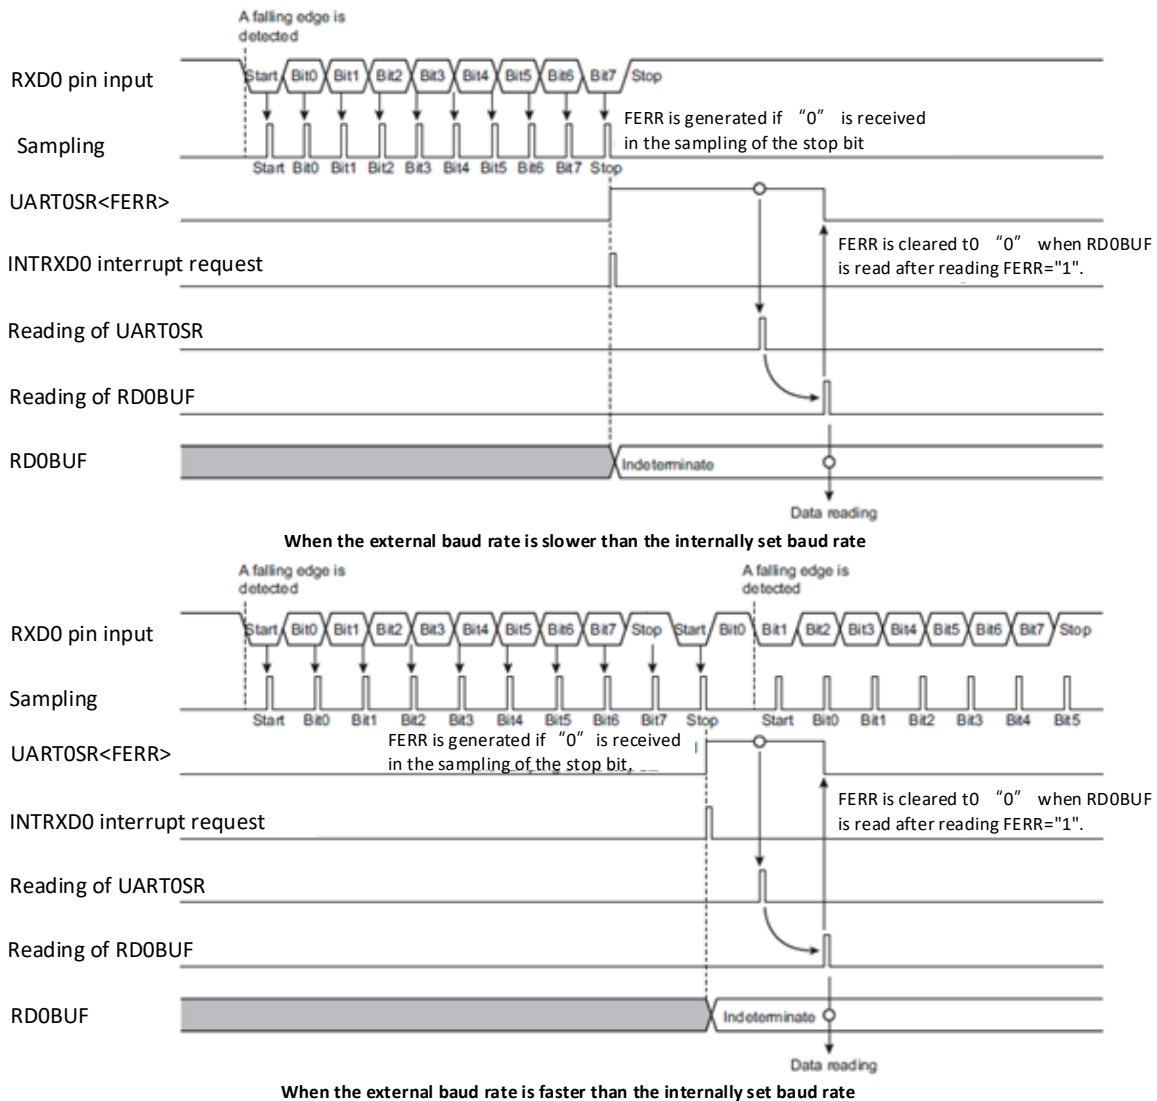 A falling edge is
detected
RXD0 pin input
Start Bit0 Bit1 Bit2 Bit3 Bit4 Bit5 Bit6 Bit7 Stop
FERR is generated if “0” is received
in the sampling of the stop bit
Sampling
Start Bit0 Bit1 Bit2 Bit3 Bit4 Bit5 Bit6 Bit7 Stop
UART0SR<FERR>
FERR is cleared t0 “0” when RD0BUF
is read after reading FERR="1".
INTRXD0 interrupt request
Reading of UART0SR
Reading of RD0BUF
RD0BUF
Indeterminate
Data reading
When the external baud rate is slower than the internally set baud rate
A falling edge is
detected
A falling edge is
detected
RXD0 pin input
Start Bit0 Bit1 Bit2 Bit3 Bit4 Bit5 Bit6 Bit7 Stop Start Bit0 Bit1 Bit2 Bit3 Bit4 Bit5 Bit6 Bit7 Stop
Sampling
Start Bit0 Bit1 Bit2 Bit3 Bit4 Bit5 Bit6 Bit7 Stop Start Bit0 Bit1 Bit2 Bit3 Bit4 Bit5
FERR is generated if “0” is received
in the sampling of the stop bit,
UART0SR<FERR>
FERR is cleared t0 “0” when RD0BUF
is read after reading FERR="1".
INTRXD0 interrupt request
Reading of UART0SR
Reading of RD0BUF
RD0BUF
Indeterminate
Data reading
When the external baud rate is faster than the internally set baud rate